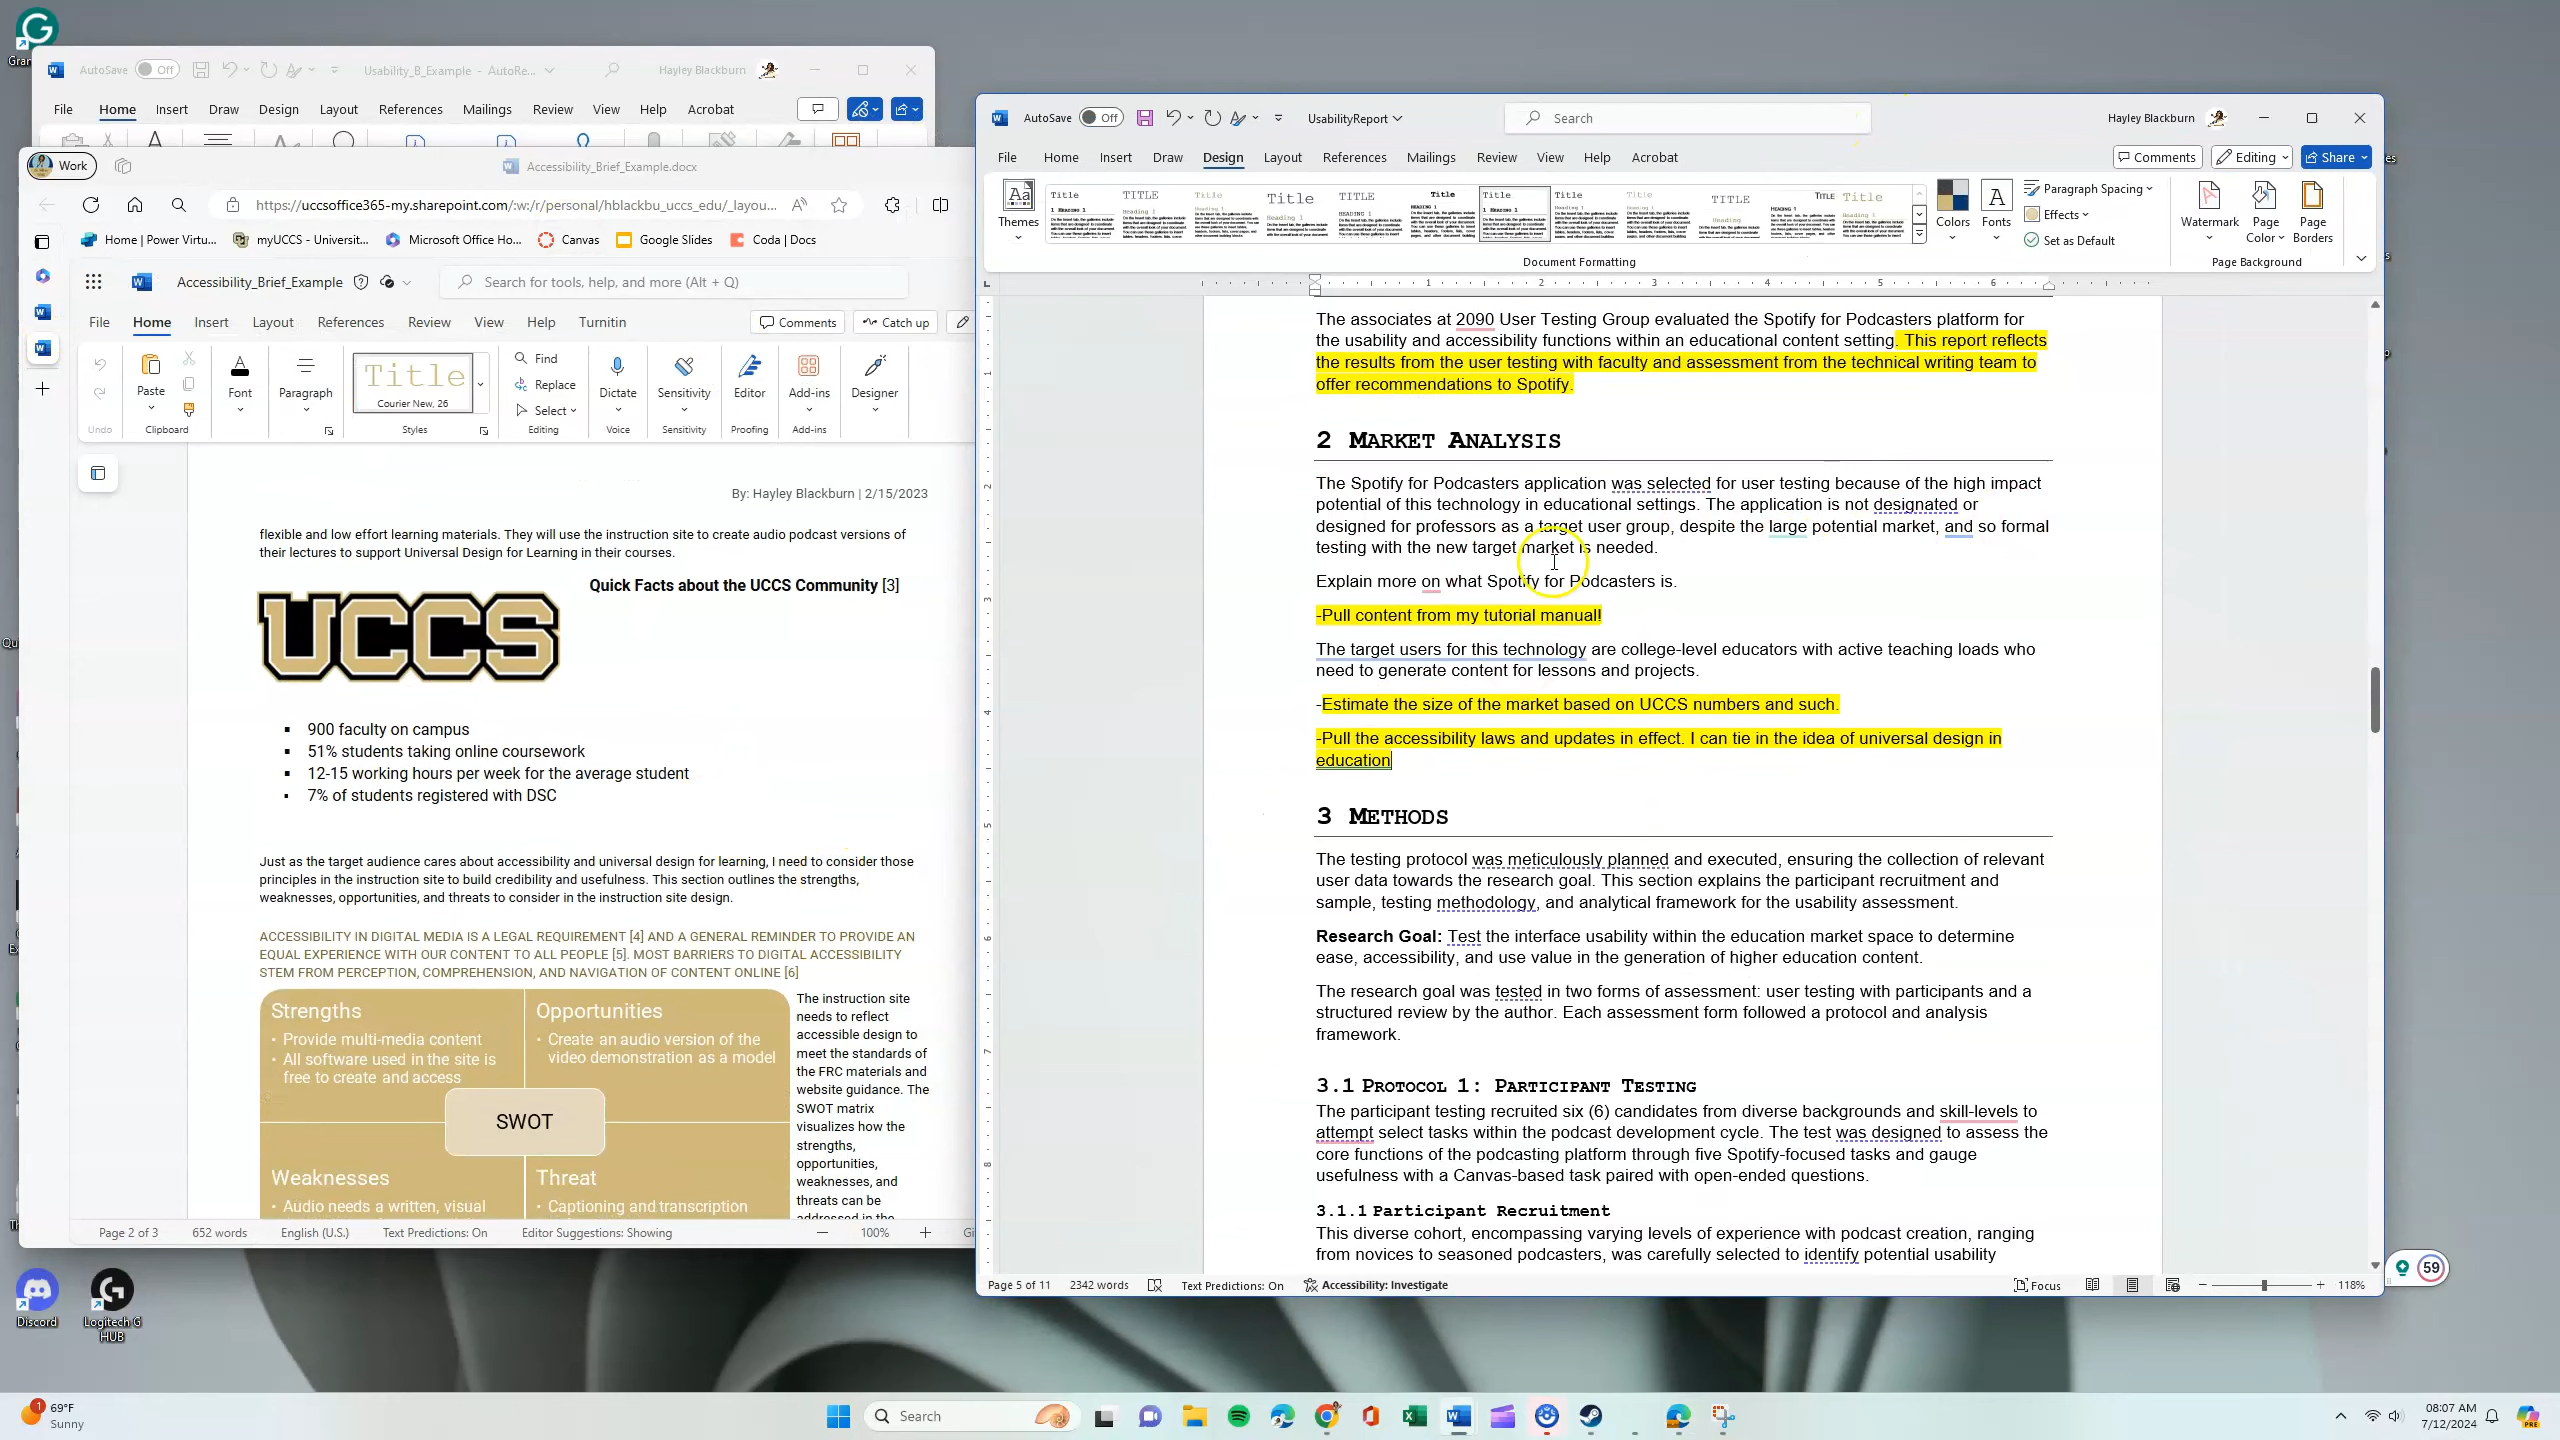 Gra
AutoSave Off Usability_B_Example - AutoRe... Hayley Blackburn
File Home Insert Draw Design Layout References Mailings Review View Help Acrobat
Work Accessibility_Brief_Example.docx
https://uccsoffice365-my.sharepoint.com/:w:/r/personal/hblackbu_uccs_edu/_layou...
Home | Power Virtu... myUCCS - Universit... Microsoft Office Ho... Canvas Google Slides Coda | Docs
Accessibility_Brief_Example Search for tools, help, and more (Alt + Q)
File Home Insert Layout References Review View Help Turnitin Comments Catch up
Paste Font Paragraph Title Courier New, 26 Find Replace Select Dictate Sensitivity Editor Add-ins Designer
Undo Clipboard Styles Editing Voice Sensitivity Proofing Add-ins
By: Hayley Blackburn | 2/15/2023
flexible and low effort learning materials. They will use the instruction site to create audio podcast versions of
their lectures to support Universal Design for Learning in their courses.
Quick Facts about the UCCS Community [3]
UCCS
▪ 900 faculty on campus
▪ 51% students taking online coursework
▪ 12-15 working hours per week for the average student
▪ 7% of students registered with DSC
Just as the target audience cares about accessibility and universal design for learning, I need to consider those
principles in the instruction site to build credibility and usefulness. This section outlines the strengths,
weaknesses, opportunities, and threats to consider in the instruction site design.
ACCESSIBILITY IN DIGITAL MEDIA IS A LEGAL REQUIREMENT [4] AND A GENERAL REMINDER TO PROVIDE AN
EQUAL EXPERIENCE WITH OUR CONTENT TO ALL PEOPLE [5]. MOST BARRIERS TO DIGITAL ACCESSIBILITY
STEM FROM PERCEPTION, COMPREHENSION, AND NAVIGATION OF CONTENT ONLINE [6]
Strengths
• Provide multi-media content
• All software used in the site is
free to create and access
Opportunities
• Create an audio version of the
video demonstration as a model
SWOT
Weaknesses
• Audio needs a written, visual
Threat
• Captioning and transcription
The instruction site
needs to reflect
accessible design to
meet the standards of
the FRC materials and
website guidance. The
SWOT matrix
visualizes how the
strengths,
opportunities,
weaknesses, and
threats can be
addressed in the
Page 2 of 3 652 words English (U.S.) Text Predictions: On Editor Suggestions: Showing 100%
AutoSave Off UsabilityReport Search Hayley Blackburn
File Home Insert Draw Design Layout References Mailings Review View Help Acrobat Comments Editing Share
Themes Colors Fonts Paragraph Spacing Effects Set as Default Watermark Page Color Page Borders
Document Formatting Page Background
1 2 3 4 5 6
The associates at 2090 User Testing Group evaluated the Spotify for Podcasters platform for
the usability and accessibility functions within an educational content setting. This report reflects
the results from the user testing with faculty and assessment from the technical writing team to
offer recommendations to Spotify.
2 MARKET ANALYSIS
The Spotify for Podcasters application was selected for user testing because of the high impact
potential of this technology in educational settings. The application is not designated or
designed for professors as a target user group, despite the large potential market, and so formal
testing with the new target market is needed.
Explain more on what Spotify for Podcasters is.
-Pull content from my tutorial manual!
The target users for this technology are college-level educators with active teaching loads who
need to generate content for lessons and projects.
-Estimate the size of the market based on UCCS numbers and such.
-Pull the accessibility laws and updates in effect. I can tie in the idea of universal design in
education
3 METHODS
The testing protocol was meticulously planned and executed, ensuring the collection of relevant
user data towards the research goal. This section explains the participant recruitment and
sample, testing methodology, and analytical framework for the usability assessment.
Research Goal: Test the interface usability within the education market space to determine
ease, accessibility, and use value in the generation of higher education content.
The research goal was tested in two forms of assessment: user testing with participants and a
structured review by the author. Each assessment form followed a protocol and analysis
framework.
3.1 PROTOCOL 1: PARTICIPANT TESTING
The participant testing recruited six (6) candidates from diverse backgrounds and skill-levels to
attempt select tasks within the podcast development cycle. The test was designed to assess the
core functions of the podcasting platform through five Spotify-focused tasks and gauge
usefulness with a Canvas-based task paired with open-ended questions.
3.1.1 Participant Recruitment
This diverse cohort, encompassing varying levels of experience with podcast creation, ranging
from novices to seasoned podcasters, was carefully selected to identify potential usability
Page 5 of 11 2342 words Text Predictions: On Accessibility: Investigate Focus 118%
59
Discord Logitech G
HUB
69°F
Sunny
Search
08:07 AM
7/12/2024